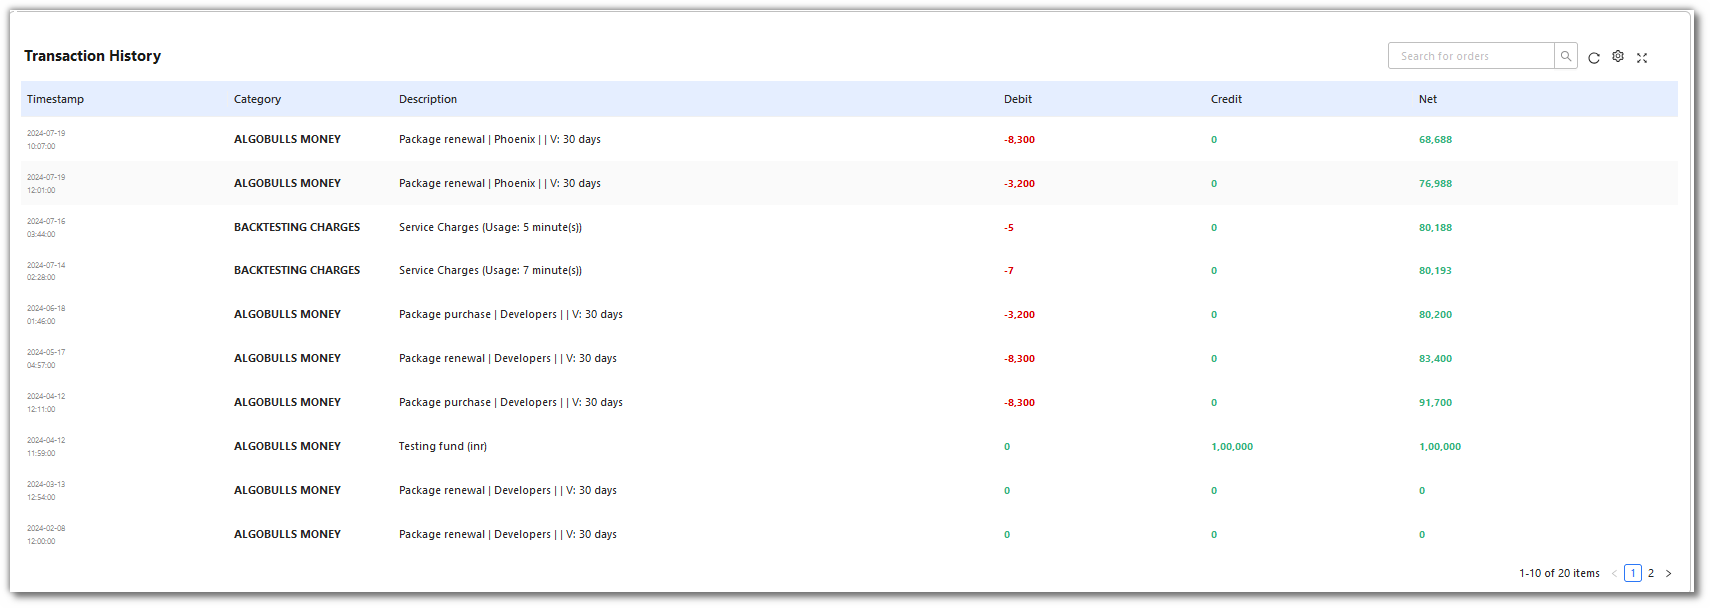 Transaction History
Search for orders
Timestamp Category Description Debit Credit Net
2024-07-19
10:07:00
ALGOBULLS MONEY Package renewal | Phoenix | | V: 30 days -8,300 0 68,688
2024-07-19
12:01:00
ALGOBULLS MONEY Package renewal | Phoenix | | V: 30 days -3,200 0 76,988
2024-07-16
03:44:00
BACKTESTING CHARGES Service Charges (Usage: 5 minute(s)) -5 0 80,188
2024-07-14
02:28:00
BACKTESTING CHARGES Service Charges (Usage: 7 minute(s)) -7 0 80,193
2024-06-18
01:46:00
ALGOBULLS MONEY Package purchase | Developers | | V: 30 days -3,200 0 80,200
2024-05-17
04:57:00
ALGOBULLS MONEY Package renewal | Developers | | V: 30 days -8,300 0 83,400
2024-04-12
12:11:00
ALGOBULLS MONEY Package purchase | Developers | | V: 30 days -8,300 0 91,700
2024-04-12
11:59:00
ALGOBULLS MONEY Testing fund (inr) 0 1,00,000 1,00,000
2024-03-13
12:54:00
ALGOBULLS MONEY Package renewal | Developers | | V: 30 days 0 0 0
2024-02-08
12:00:00
ALGOBULLS MONEY Package renewal | Developers | | V: 30 days 0 0 0
1-10 of 20 items < 1 2 >